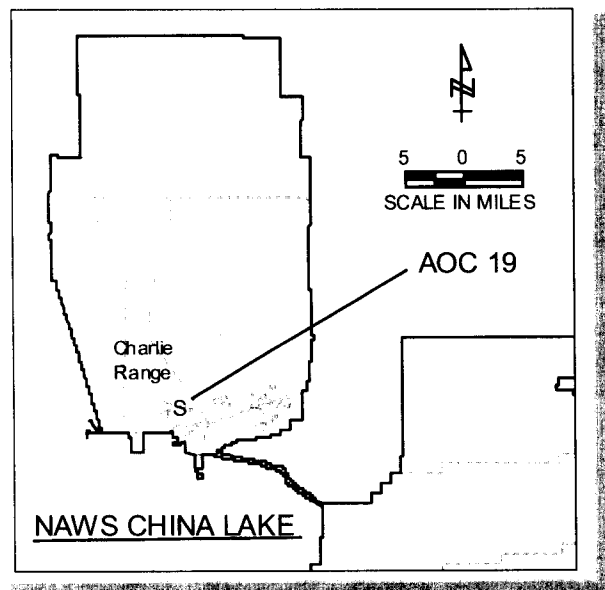 N
5 0 5
SCALE IN MILES
AOC 19
Charlie
Range
S
NAWS CHINA LAKE